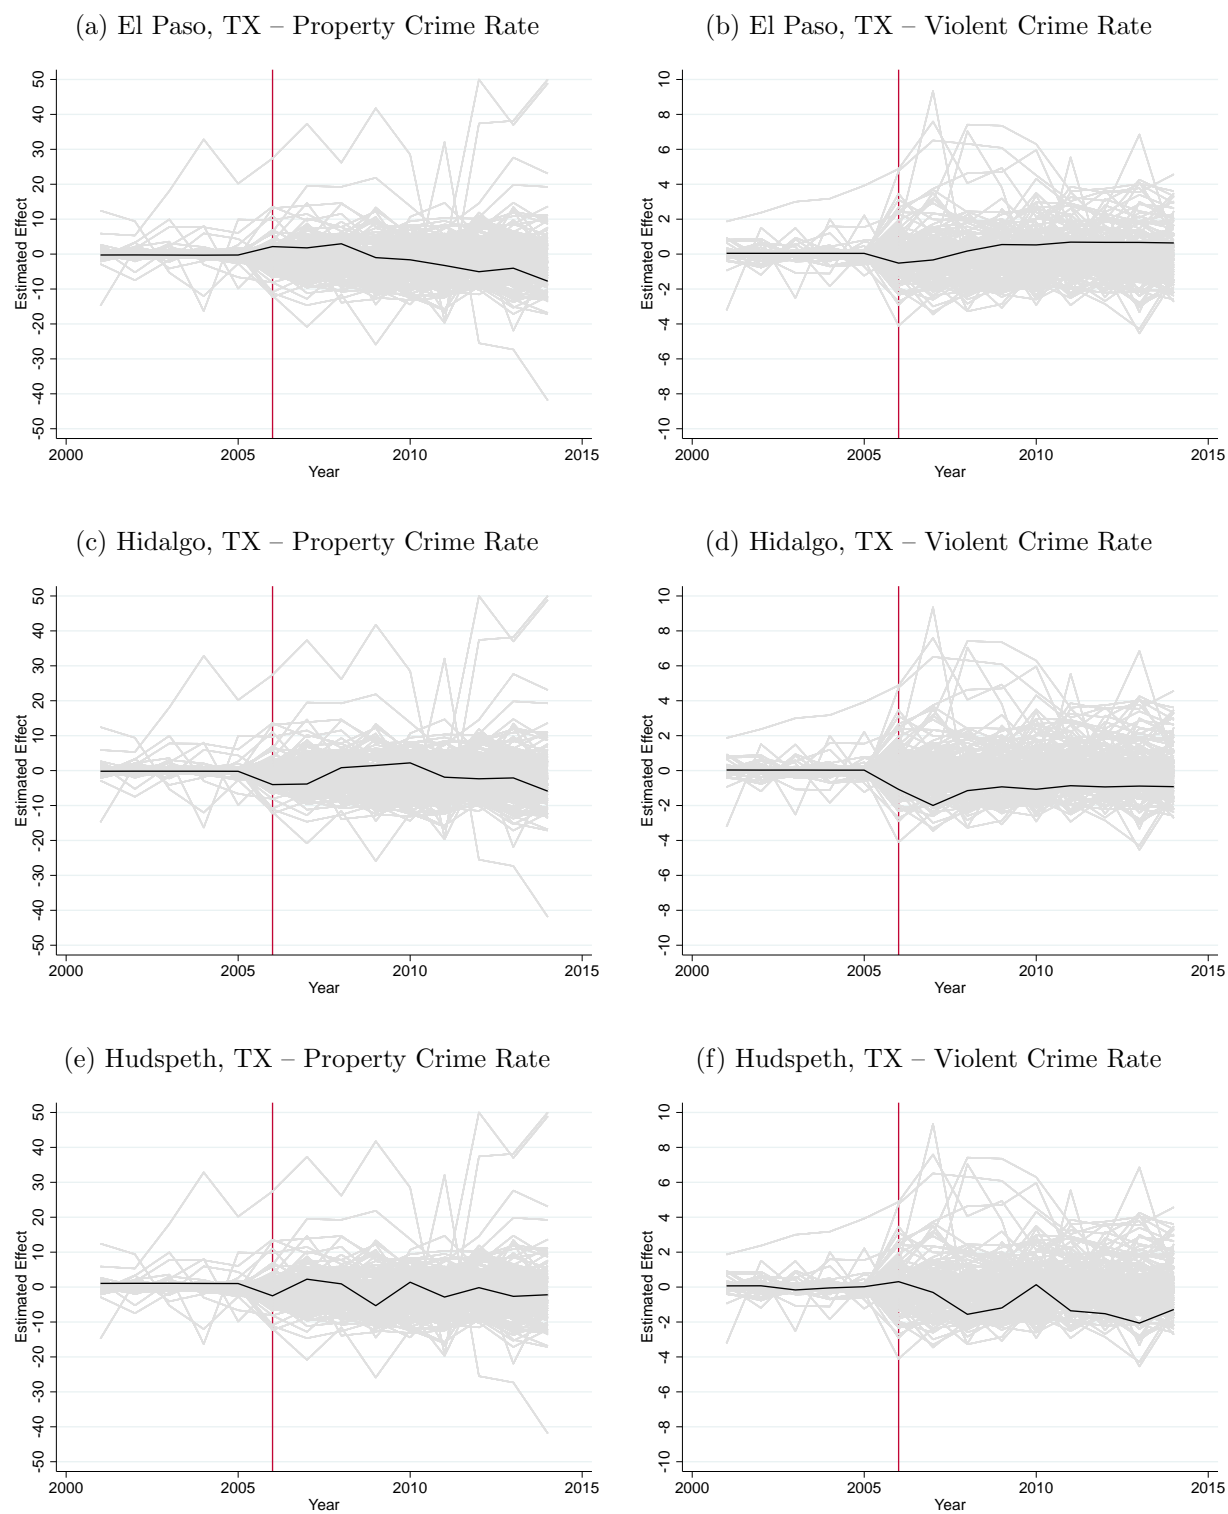 (a) El Paso, TX – Property Crime Rate
Estimated Effect
50
40
30
20
10
0
-10
-20
-30
-40
-50
2000 2005 2010 2015
Year
(b) El Paso, TX – Violent Crime Rate
Estimated Effect
10
8
6
4
2
0
-2
-4
-6
-8
-10
2000 2005 2010 2015
Year
(c) Hidalgo, TX – Property Crime Rate
Estimated Effect
50
40
30
20
10
0
-10
-20
-30
-40
-50
2000 2005 2010 2015
Year
(d) Hidalgo, TX – Violent Crime Rate
Estimated Effect
10
8
6
4
2
0
-2
-4
-6
-8
-10
2000 2005 2010 2015
Year
(e) Hudspeth, TX – Property Crime Rate
Estimated Effect
50
40
30
20
10
0
-10
-20
-30
-40
-50
2000 2005 2010 2015
Year
(f) Hudspeth, TX – Violent Crime Rate
Estimated Effect
10
8
6
4
2
0
-2
-4
-6
-8
-10
2000 2005 2010 2015
Year